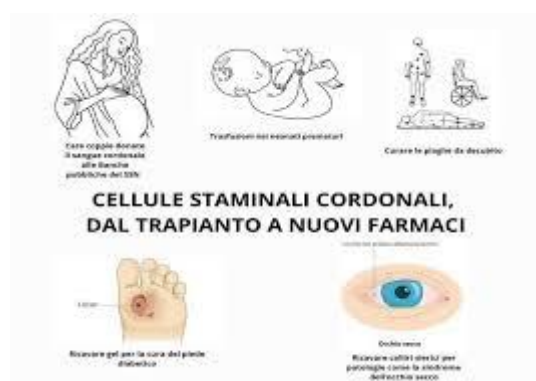 Care coppie donate
il sangue cordonale
alle Banche
pubbliche del SSN
Trasfusioni nei neonati prematuri
Curare le piaghe da decubito
CELLULE STAMINALI CORDONALI,
DAL TRAPIANTO A NUOVI FARMACI
Ricavare gel per la cura del piede
diabetico
Occhio secco
Ricavare colliri sierici per
patologie come la sindrome
dell'occhio secco